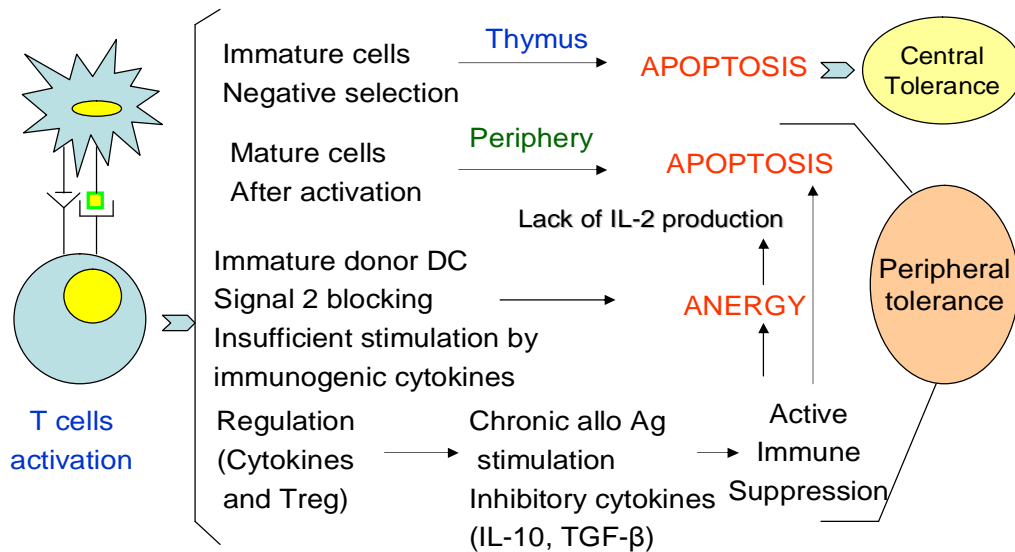 Immature cells
Negative selection
Thymus
APOPTOSIS
Central
Tolerance
Mature cells
After activation
Periphery
APOPTOSIS
Lack of IL-2 production
Immature donor DC
Signal 2 blocking
Insufficient stimulation by
immunogenic cytokines
ANERGY
Peripheral
tolerance
T cells
activation
Regulation
(Cytokines
and Treg)
Chronic allo Ag
stimulation
Inhibitory cytokines
(IL-10, TGF-β)
Active
Immune
Suppression